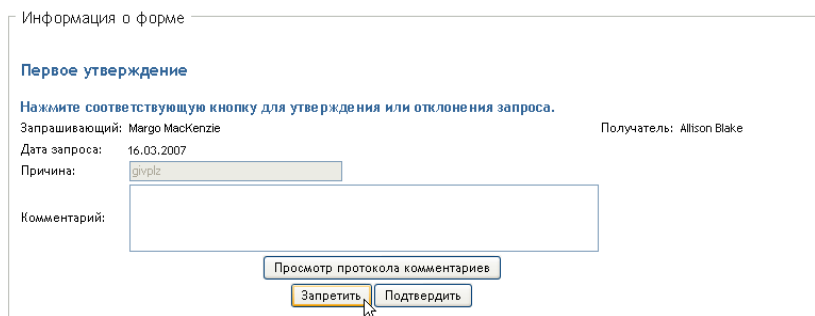 Информация о форме
Первое утверждение
Нажмите соответствующую кнопку для утверждения или отклонения запроса.
Запрашивающий: Margo MacKenzie Получатель: Allison Blake
Дата запроса: 16.03.2007
Причина: givplz
Комментарий:
Просмотр протокола комментариев
Запретить Подтвердить